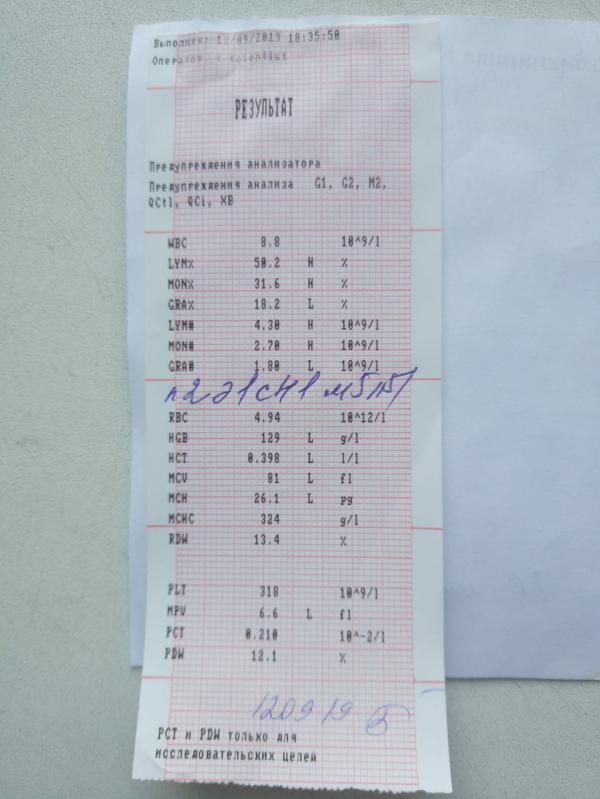 Выполнен: 12/09/2019 18:35:50
Оператор
РЕЗУЛЬТАТ
Предупреждения анализатора
Предупреждения анализа G1, G2, M2,
QCtl, QCi, XB
WBC 8.8 10^9/l
LYM% 50.2 H %
MON% 31.6 H %
GRA% 18.2 L %
LYM# 4.30 H 10^9/l
MON# 2.70 H 10^9/l
GRA# 1.80 L 10^9/l
RBC 4.94 10^12/l
HGB 129 L g/l
HCT 0.398 L l/l
MCV 81 L fl
MCH 26.1 L pg
MCHC 324 g/l
RDW 13.4 %
PLT 318 10^9/l
MPV 6.6 L fl
PCT 0.210 10^-2/l
PDW 12.1 %
120919
PCT и PDW только для
исследовательских целей